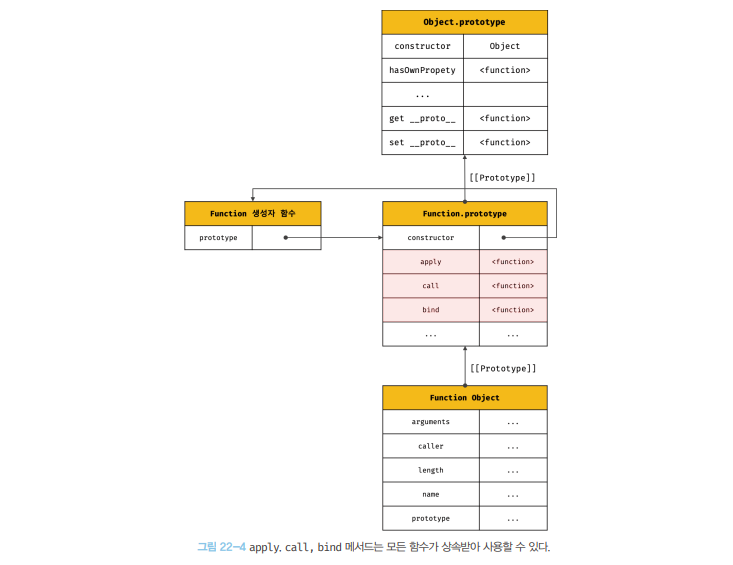 Object.prototype
constructor Object
hasOwnPropety <function>
...
get __proto__ <function>
set __proto__ <function>
[[Prototype]]
Function 생성자 함수
prototype
Function.prototype
constructor
apply <function>
call <function>
bind <function>
... ...
[[Prototype]]
Function Object
arguments ...
caller ...
length ...
name ...
prototype ...
그림 22-4 apply, call, bind 메서드는 모든 함수가 상속받아 사용할 수 있다.